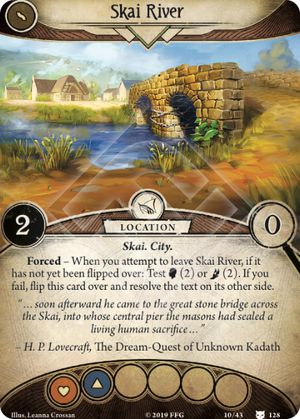 Skai River
2
0
LOCATION
Skai. City.
Forced – When you attempt to leave Skai River, if it
has not yet been flipped over: Test (2) or (2). If you
fail, flip this card over and resolve the text on its other side.
"…soon afterward he came to the great stone bridge across
the Skai, into whose central pier the masons had sealed a
living human sacrifice…"
– H. P. Lovecraft, The Dream-Quest of Unknown Kadath
Illus. Leanna Crossan
© 2019 FFG
10/43
128